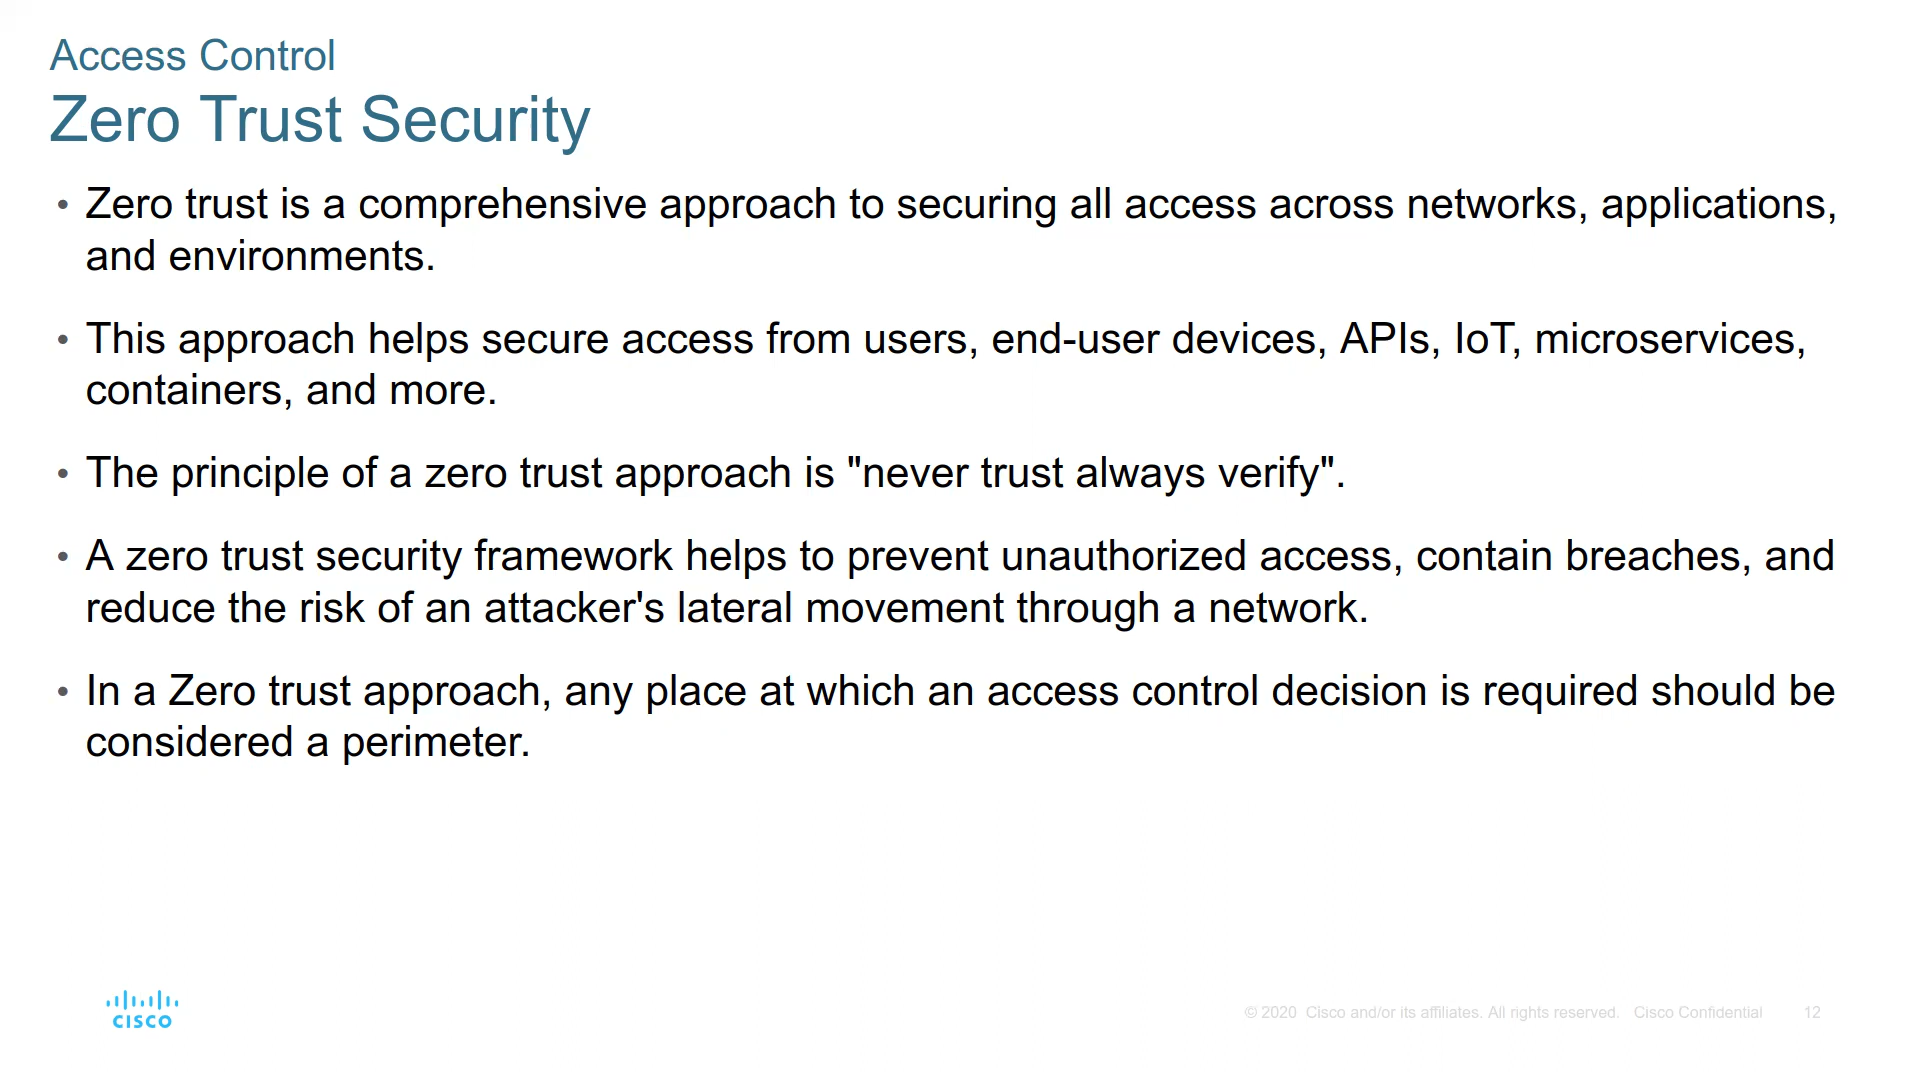 Access Control
Zero Trust Security
• Zero trust is a comprehensive approach to securing all access across networks, applications,
and environments.
• This approach helps secure access from users, end-user devices, APIs, IoT, microservices,
containers, and more.
• The principle of a zero trust approach is "never trust always verify".
• A zero trust security framework helps to prevent unauthorized access, contain breaches, and
reduce the risk of an attacker's lateral movement through a network.
• In a Zero trust approach, any place at which an access control decision is required should be
considered a perimeter.
CISCO
© 2020 Cisco and/or its affiliates. All rights reserved. Cisco Confidential 12